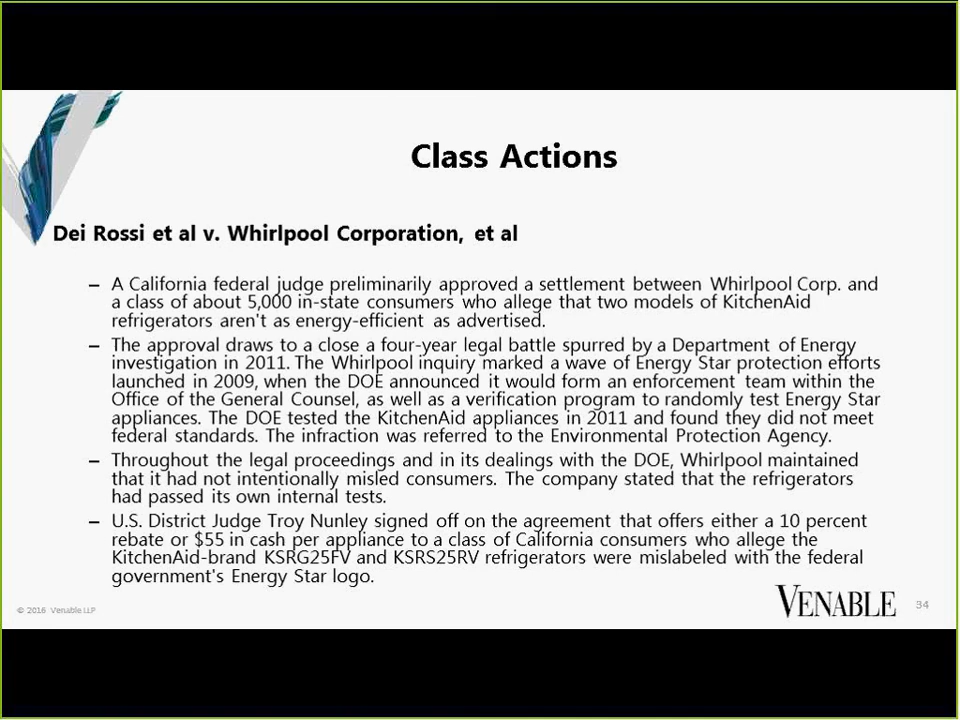 Class Actions
Dei Rossi et al v. Whirlpool Corporation, et al
– A California federal judge preliminarily approved a settlement between Whirlpool Corp. and
a class of about 5,000 in-state consumers who allege that two models of KitchenAid
refrigerators aren't as energy-efficient as advertised.
– The approval draws to a close a four-year legal battle spurred by a Department of Energy
investigation in 2011. The Whirlpool inquiry marked a wave of Energy Star protection efforts
launched in 2009, when the DOE announced it would form an enforcement team within the
Office of the General Counsel, as well as a verification program to randomly test Energy Star
appliances. The DOE tested the KitchenAid appliances in 2011 and found they did not meet
federal standards. The infraction was referred to the Environmental Protection Agency.
– Throughout the legal proceedings and in its dealings with the DOE, Whirlpool maintained
that it had not intentionally misled consumers. The company stated that the refrigerators
had passed its own internal tests.
– U.S. District Judge Troy Nunley signed off on the agreement that offers either a 10 percent
rebate or $55 in cash per appliance to a class of California consumers who allege the
KitchenAid-brand KSRG25FV and KSRS25RV refrigerators were mislabeled with the federal
government's Energy Star logo.
© 2016 Venable LLP
VENABLE
34